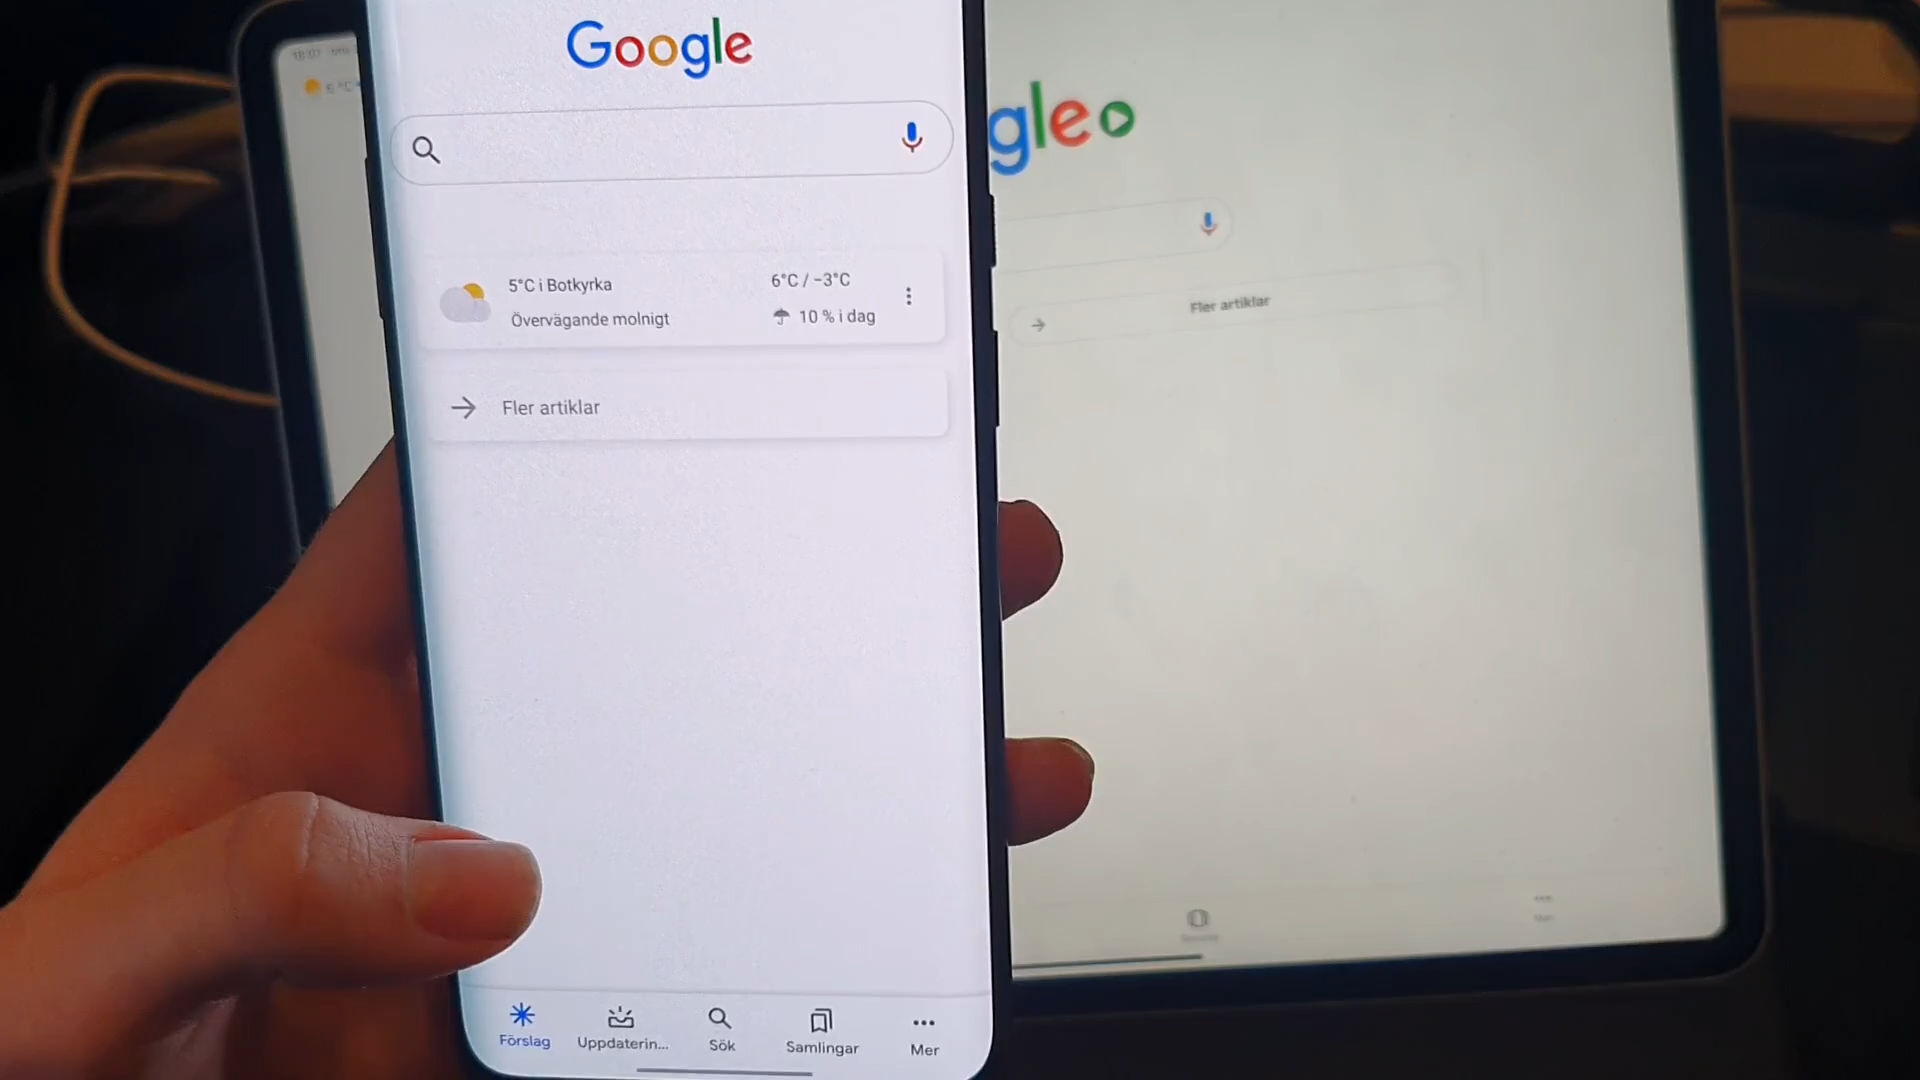 Google
5°C i Botkyrka
6°C / −3°C
Övervägande molnigt
10 % i dag
Fler artiklar
Förslag
Uppdaterin...
Sök
Samlingar
Mer
gle
Fler artiklar